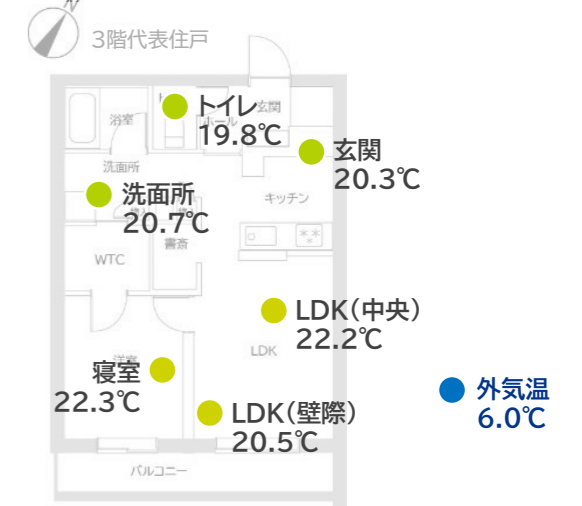 N
3階代表住戸
トイレ
19.8℃
玄関
浴室
ホール
玄関
20.3℃
洗面所
洗面所
20.7℃
キッチン
書斎
WTC
LDK(中央)
22.2℃
LDK
寝室
22.3℃
LDK(壁際)
20.5℃
外気温
6.0℃
バルコニー